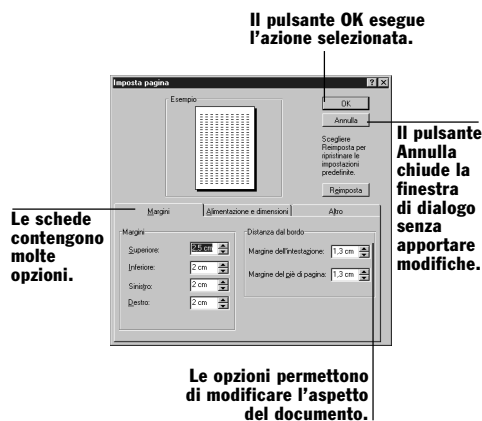 Il pulsante OK esegue
l'azione selezionata.
Imposta pagina
Esempio
OK
Annulla
Scegliere
Reimposta per
ripristinare le
impostazioni
predefinite.
Reimposta
Il pulsante
Annulla
chiude la
finestra
di dialogo
senza
apportare
modifiche.
Le schede
contengono
molte
opzioni.
Margini
Alimentazione e dimensioni
Altro
Margini
Superiore: 2,5 cm
Inferiore: 2 cm
Sinistro: 2 cm
Destro: 2 cm
Distanza dal bordo
Margine dell'intestazione: 1,3 cm
Margine del piè di pagina: 1,3 cm
Le opzioni permettono
di modificare l'aspetto
del documento.